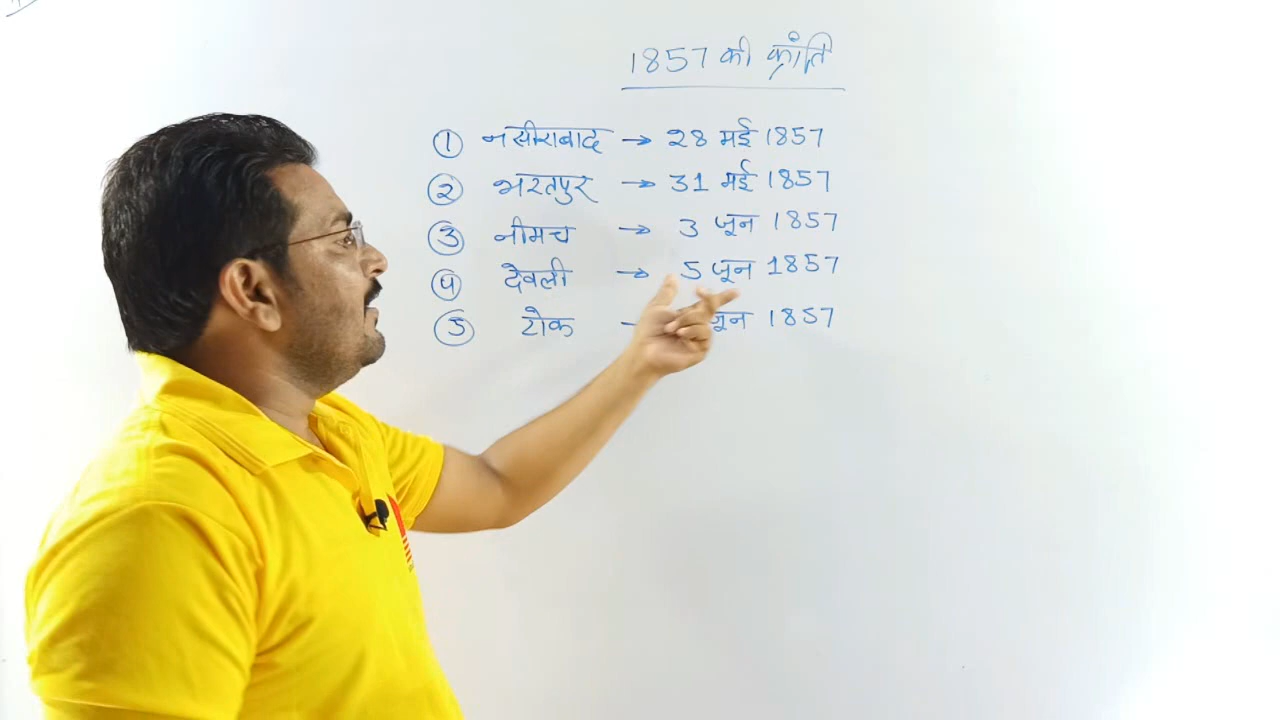 1857 की क्रांति
① नसीराबाद → 28 मई 1857
② भरतपुर → 31 मई 1857
③ नीमच → 3 जून 1857
④ देवली → 5 जून 1857
⑤ टोंक → जून 1857